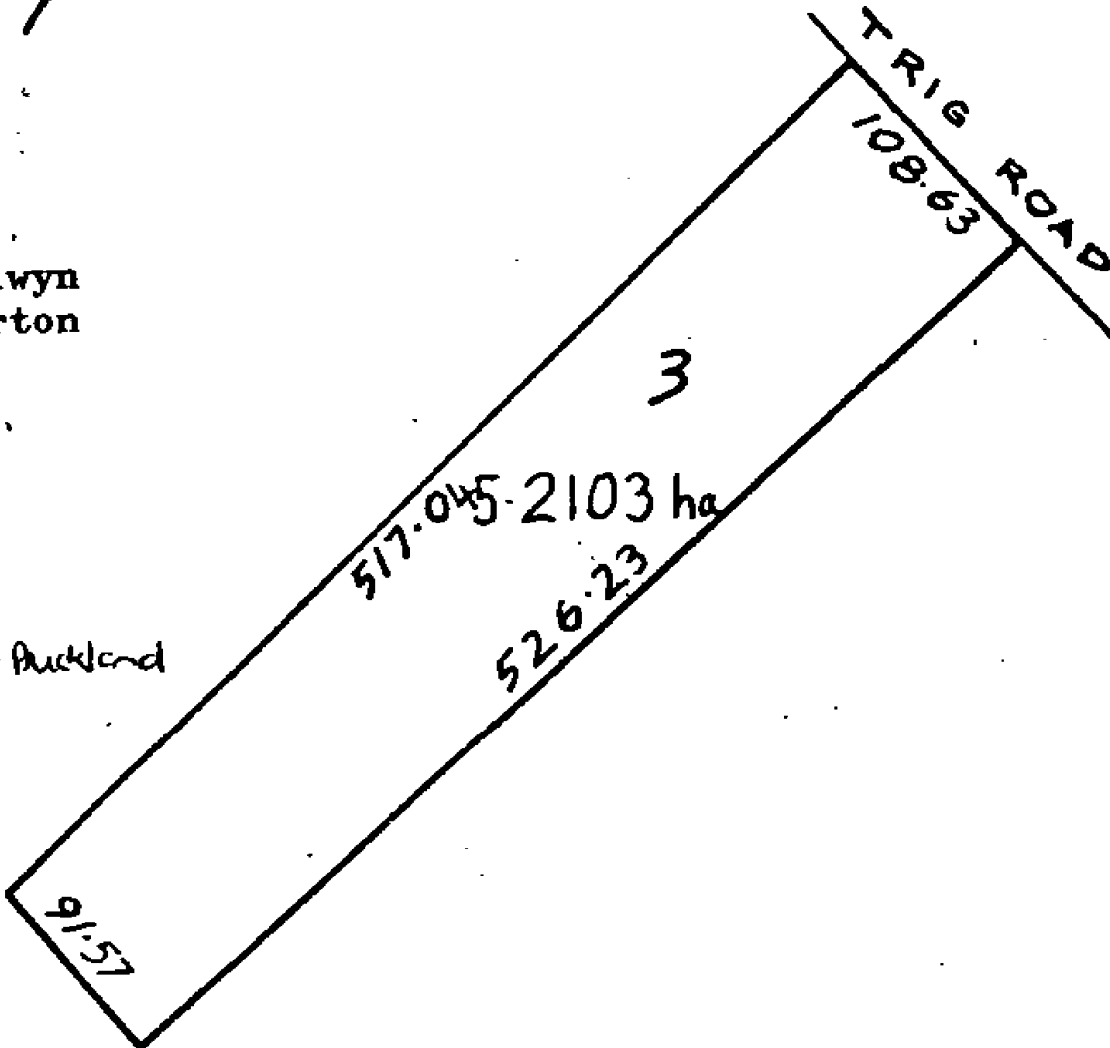 TRIG ROAD
108.63
wyn
rton
3
517.04
5.2103 ha
526.23
Auckland
91.57